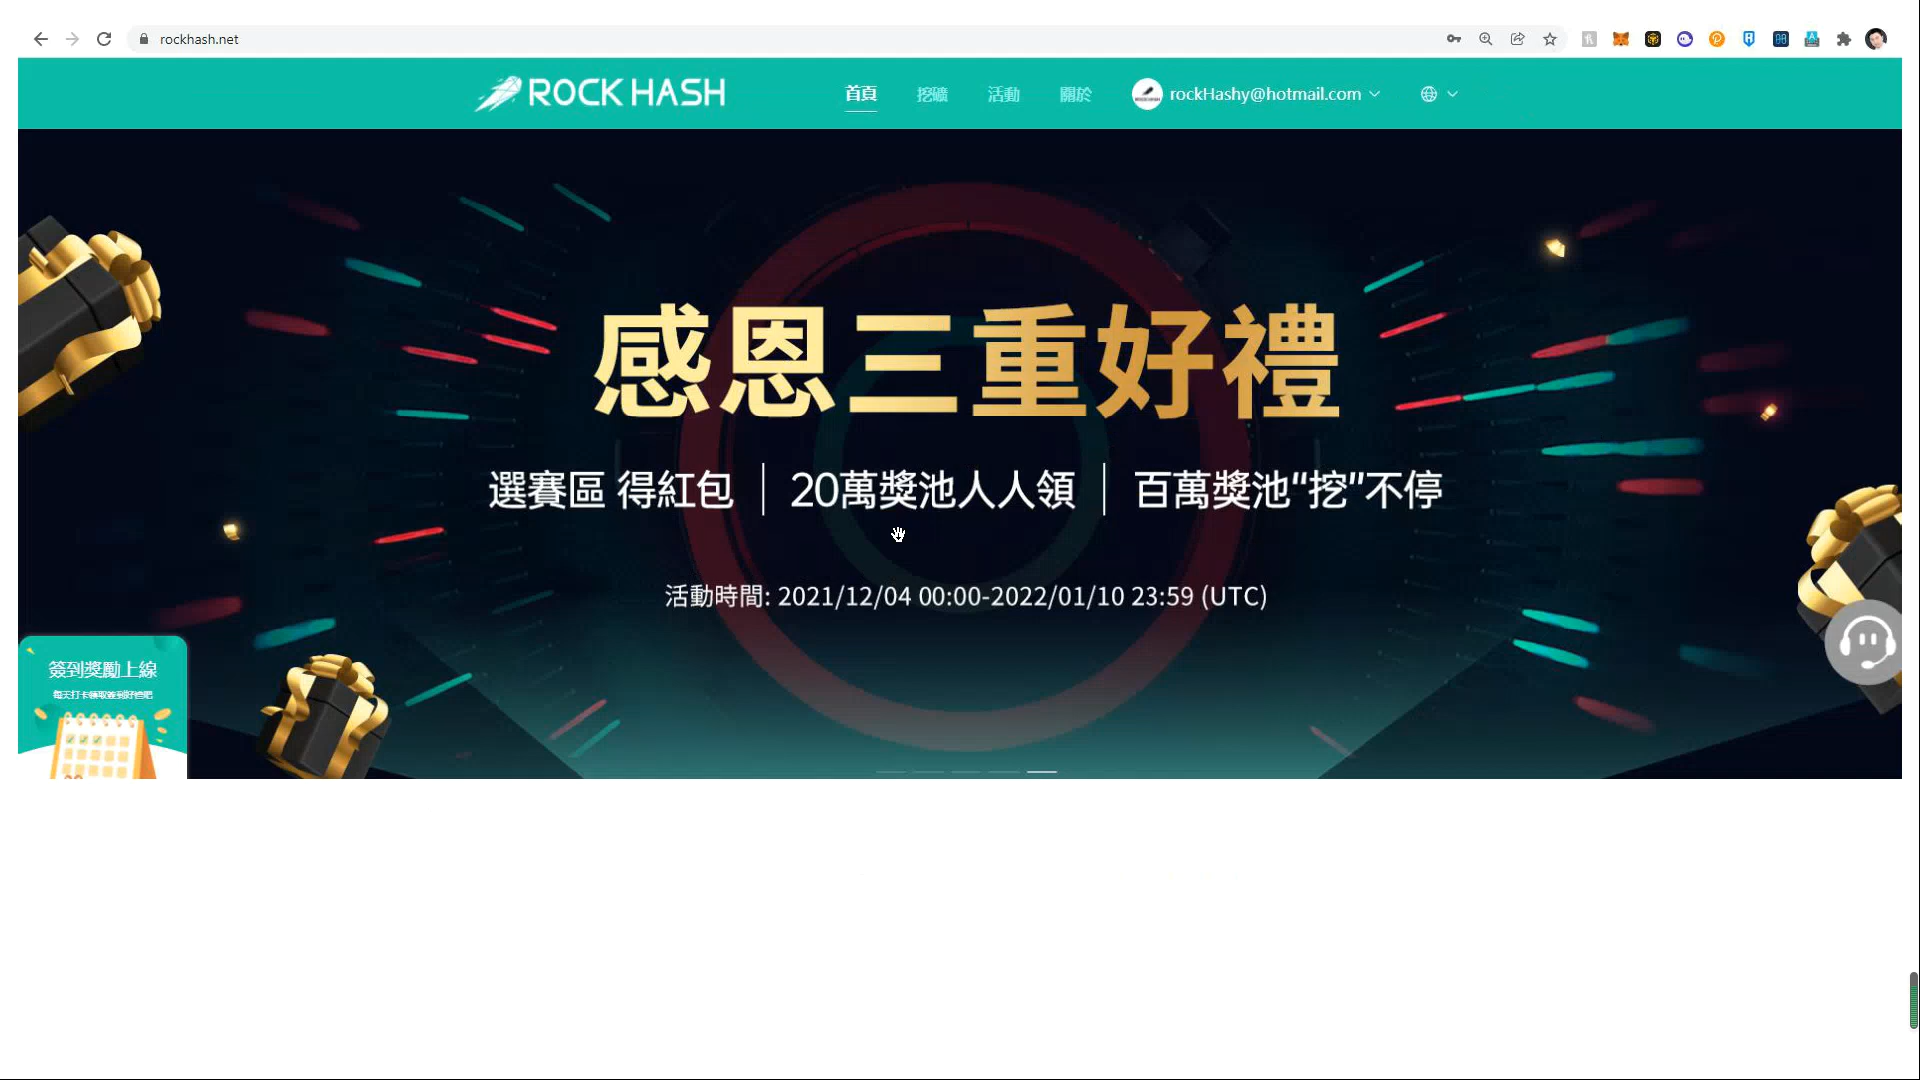 rockhash.net
ROCK HASH
首頁 挖礦 活動 關於 rockHashy@hotmail.com
感恩三重好禮
選賽區 得紅包 | 20萬獎池人人領 | 百萬獎池“挖”不停
活動時間: 2021/12/04 00:00-2022/01/10 23:59 (UTC)
簽到獎勵上線